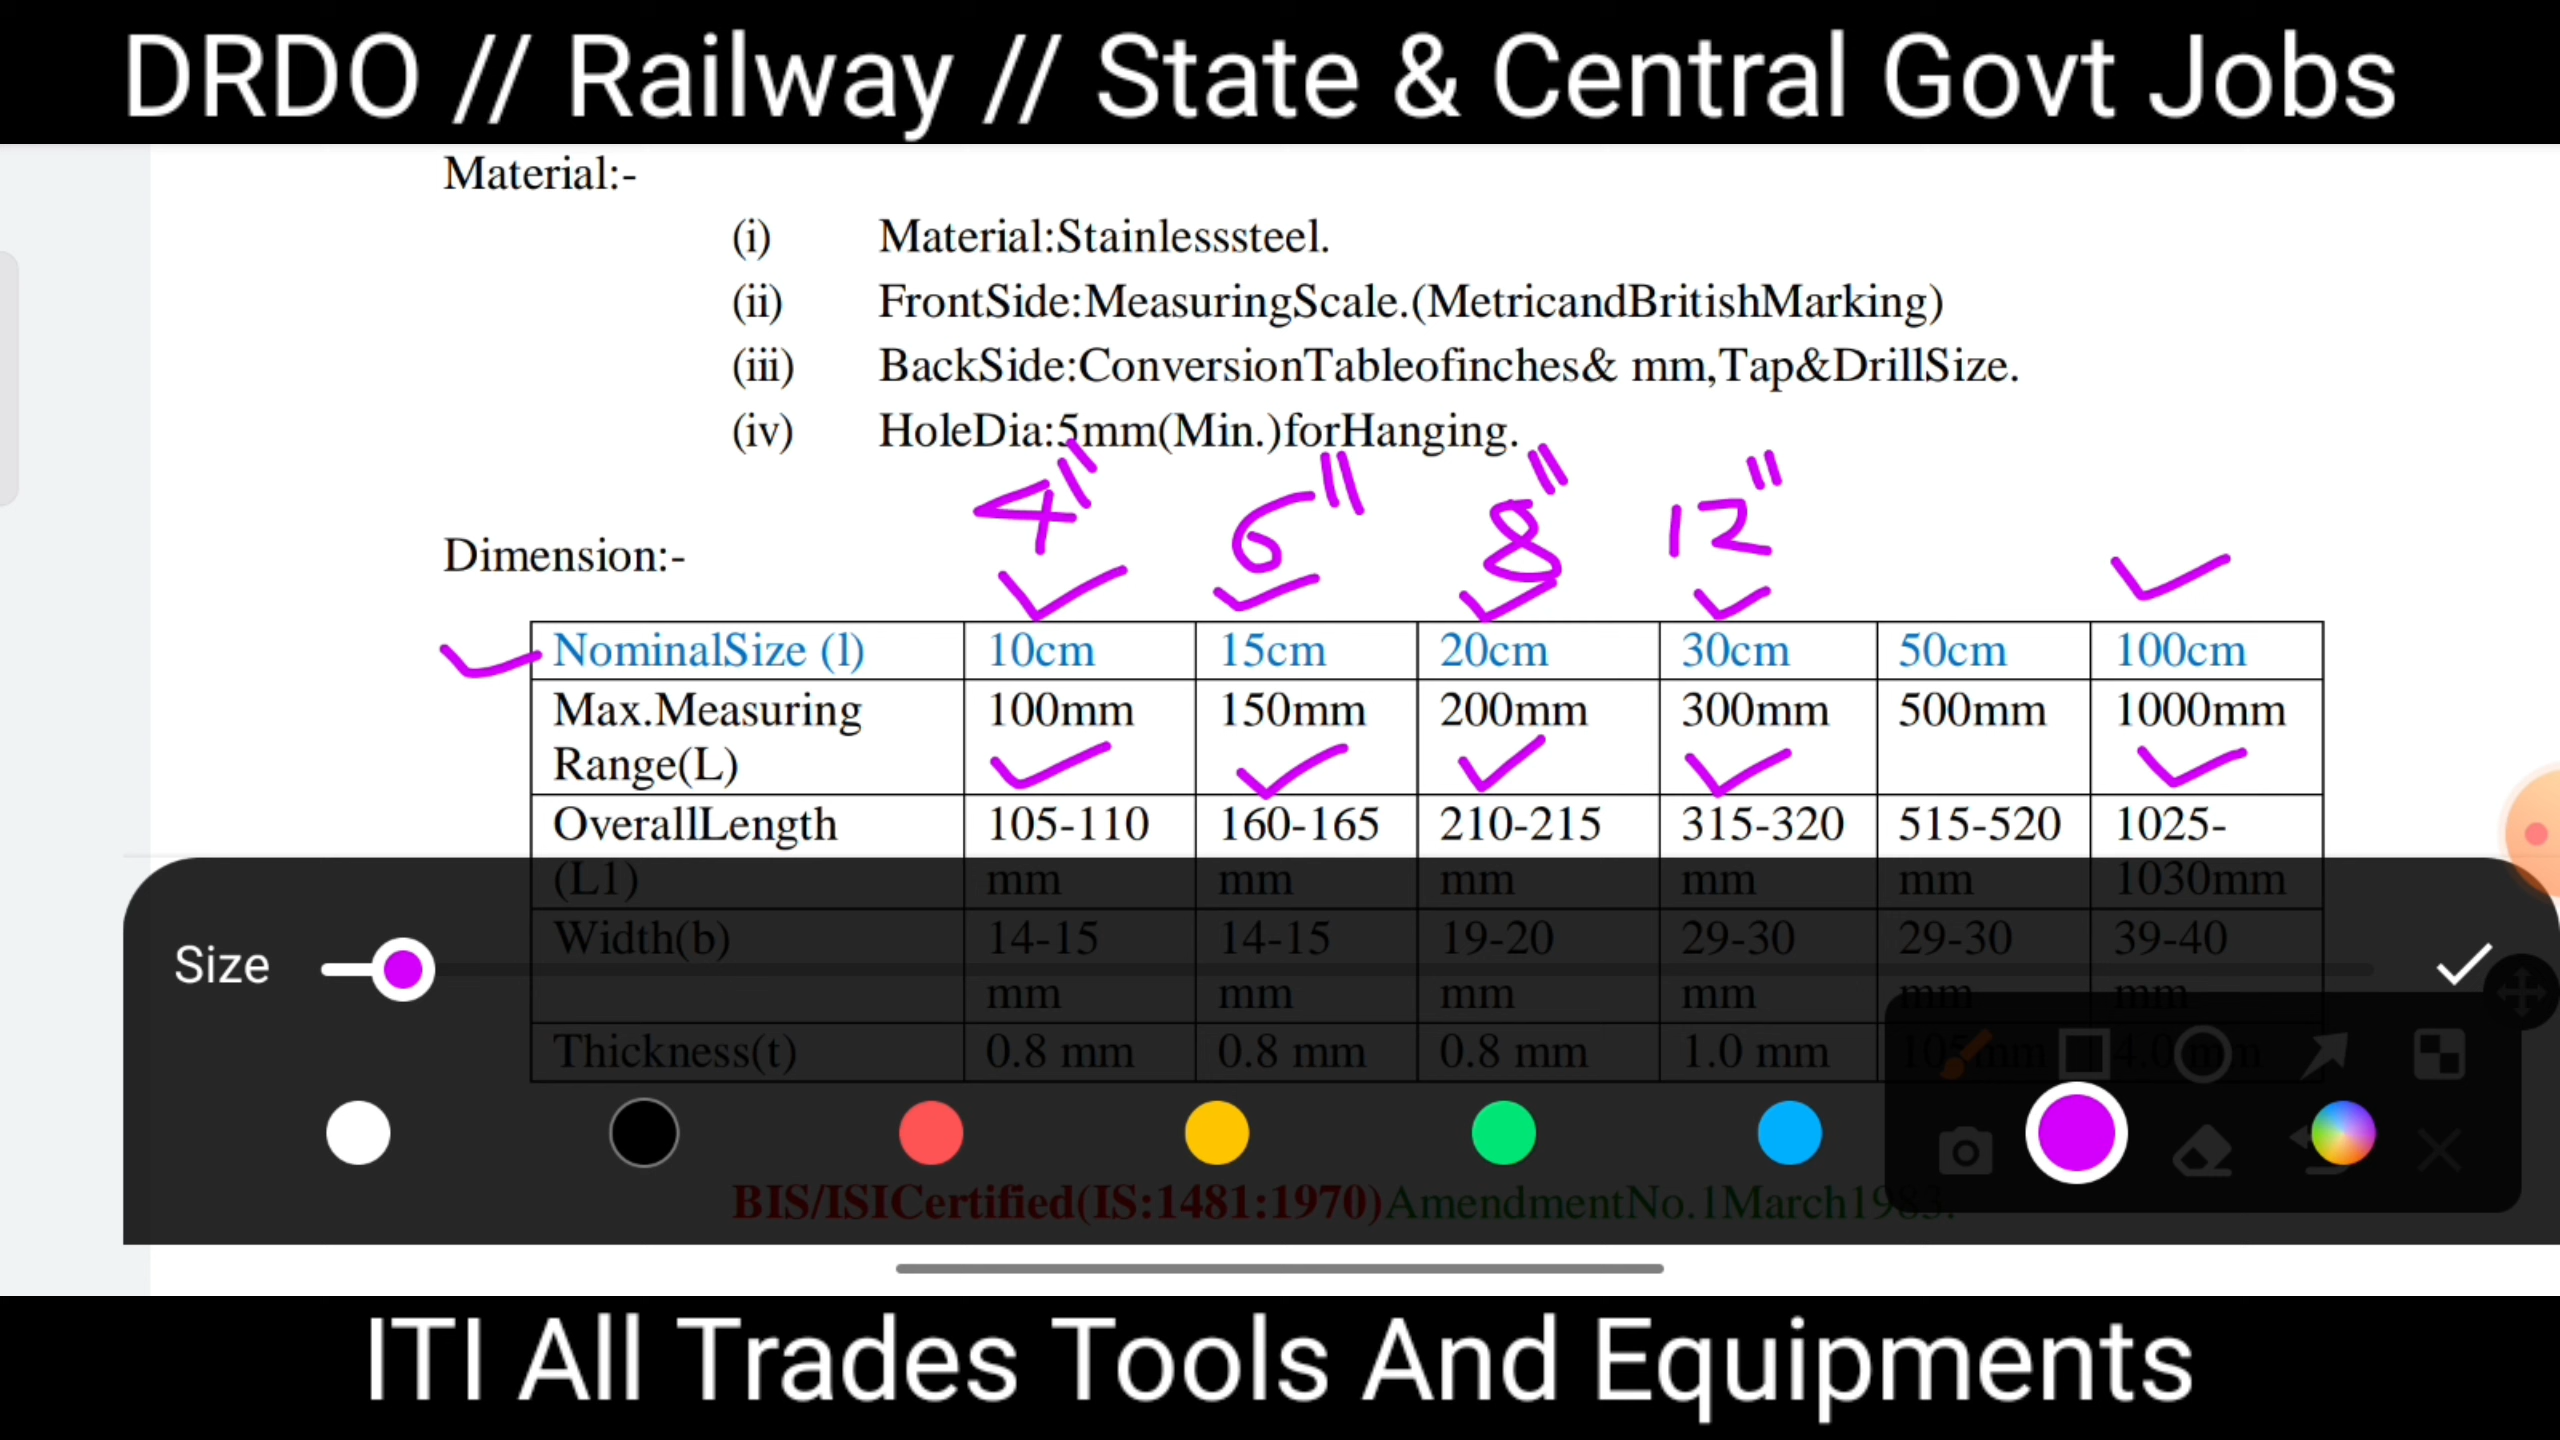 DRDO // Railway // State & Central Govt Jobs
Material:-
(i) Material:Stainlesssteel.
(ii) FrontSide:MeasuringScale.(MetricandBritishMarking)
(iii) BackSide:ConversionTableofinches& mm,Tap&DrillSize.
(iv) HoleDia:5mm(Min.)forHanging.
4" 6" 8" 12"
Dimension:-
NominalSize (l) 10cm 15cm 20cm 30cm 50cm 100cm
Max.Measuring 100mm 150mm 200mm 300mm 500mm 1000mm
Range(L)
OverallLength 105-110 160-165 210-215 315-320 515-520 1025-
(L1) mm mm mm mm mm 1030mm
Width(b) 14-15 14-15 19-20 29-30 29-30 39-40
mm mm mm mm mm mm
Thickness(t) 0.8 mm 0.8 mm 0.8 mm 1.0 mm
Size
BIS/ISICertified(IS:1481:1970)AmendmentNo.1March1983.
ITI All Trades Tools And Equipments